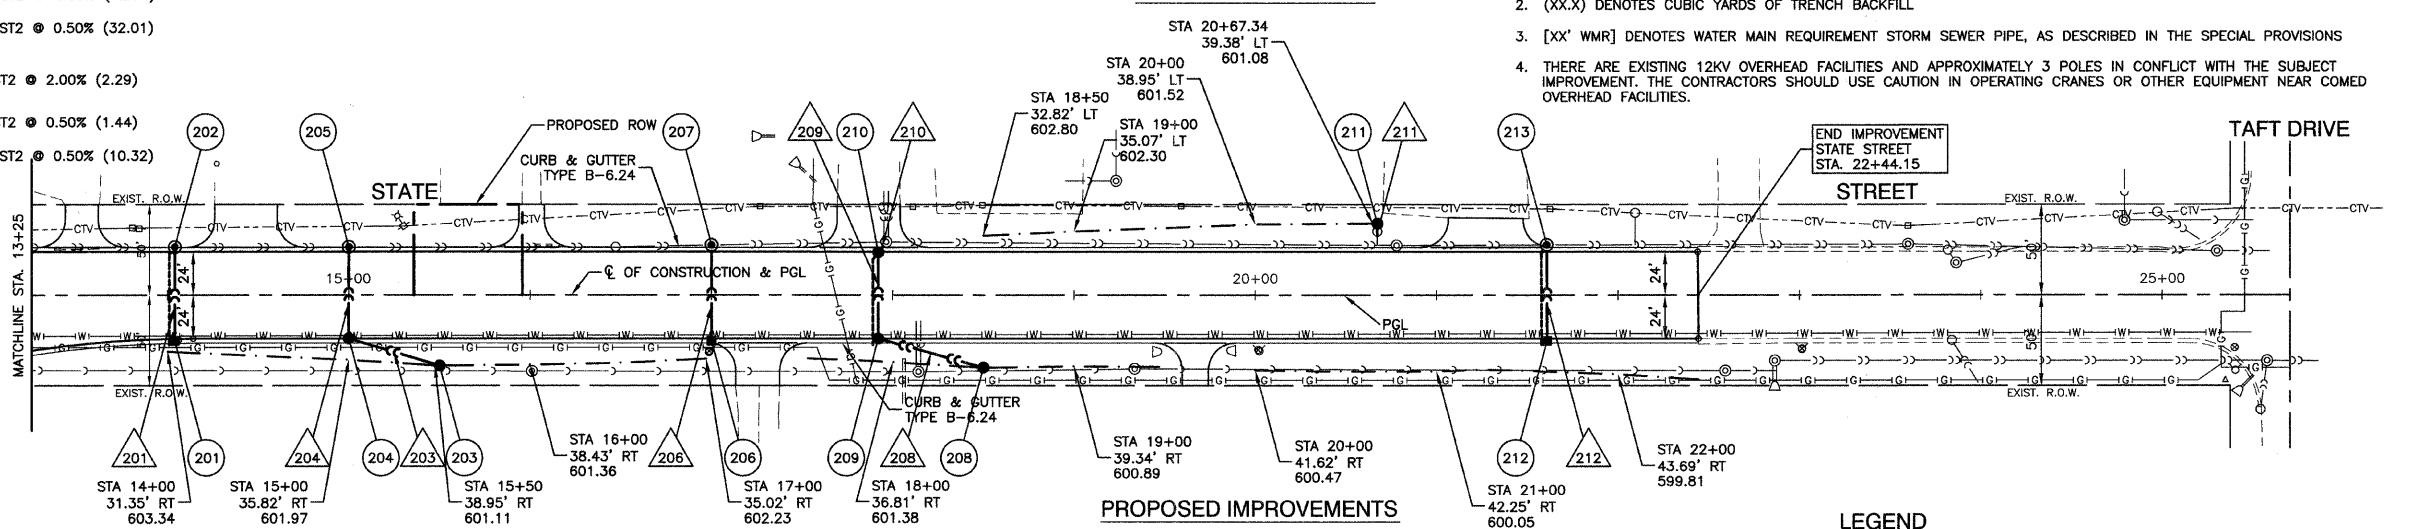 ST2 @ 0.50% (32.01)
ST2 @ 2.00% (2.29)
ST2 @ 0.50% (1.44)
ST2 @ 0.50% (10.32)
2. (XX.X) DENOTES CUBIC YARDS OF TRENCH BACKFILL
3. [XX' WMR] DENOTES WATER MAIN REQUIREMENT STORM SEWER PIPE, AS DESCRIBED IN THE SPECIAL PROVISIONS
4. THERE ARE EXISTING 12KV OVERHEAD FACILITIES AND APPROXIMATELY 3 POLES IN CONFLICT WITH THE SUBJECT
IMPROVEMENT. THE CONTRACTORS SHOULD USE CAUTION IN OPERATING CRANES OR OTHER EQUIPMENT NEAR COMED
OVERHEAD FACILITIES.
STA 20+67.34
39.38' LT
601.08
STA 20+00
38.95' LT
601.52
STA 18+50
32.82' LT
602.80
STA 19+00
35.07' LT
602.30
202
205
PROPOSED ROW
207
209
210
210
211
211
213
CURB & GUTTER
TYPE B-6.24
END IMPROVEMENT
STATE STREET
STA. 22+44.15
TAFT DRIVE
STATE
STREET
EXIST. R.O.W.
EXIST. R.O.W.
MATCHLINE STA. 13+25
50'
24'
24'
50'
15+00
℄ OF CONSTRUCTION & PGL
20+00
PGL
24'
24'
50'
50'
25+00
EXIST. R.O.W.
EXIST. R.O.W.
CURB & GUTTER
TYPE B-6.24
201
201
204
204
203
203
206
206
209
208
208
212
212
STA 14+00
31.35' RT
603.34
STA 15+00
35.82' RT
601.97
STA 15+50
38.95' RT
601.11
STA 16+00
38.43' RT
601.36
STA 17+00
35.02' RT
602.23
STA 18+00
36.81' RT
601.38
STA 19+00
39.34' RT
600.89
STA 20+00
41.62' RT
600.47
STA 21+00
42.25' RT
600.05
STA 22+00
43.69' RT
599.81
PROPOSED IMPROVEMENTS
LEGEND